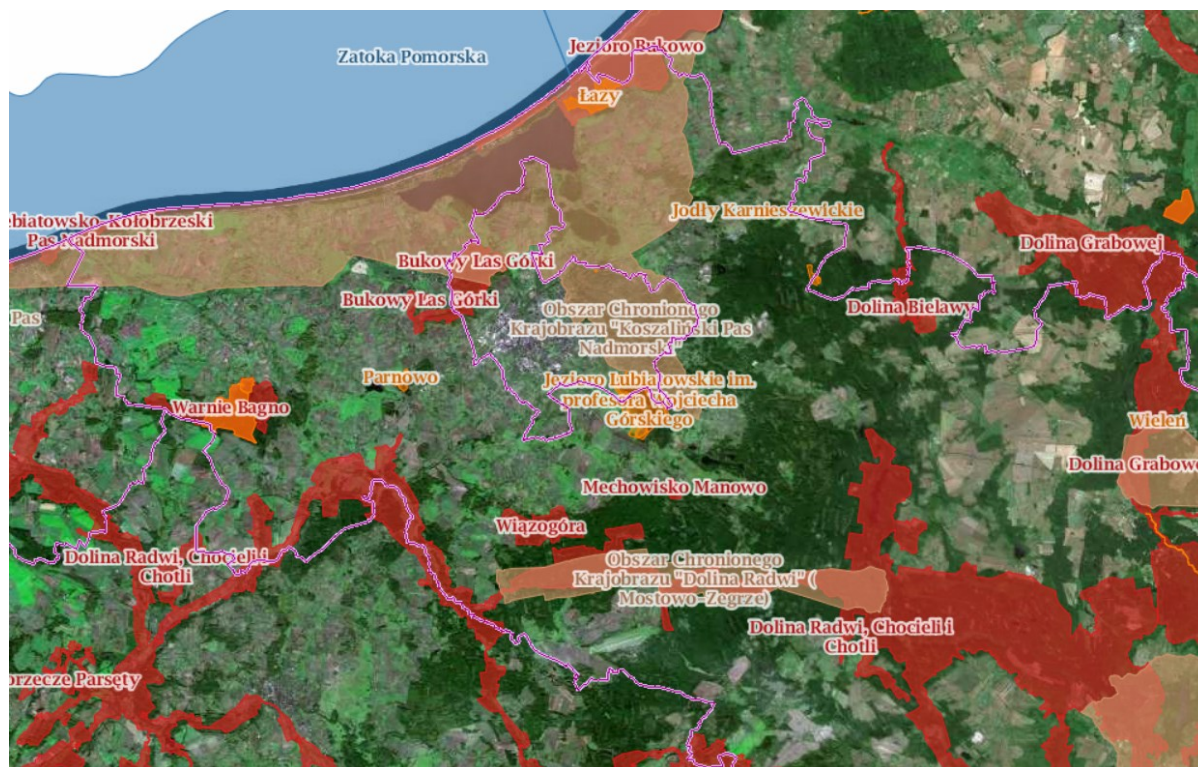 Jezioro Bukowo
Zatoka Pomorska
Łazy
ebiatowsko-Kołobrzeski
Pas Nadmorski
Jodły Karnieszewickie
Dolina Grabowej
Bukowy Las Górki
Bukowy Las Górki
Dolina Bielawy
Pas
Obszar Chronionego
Krajobrazu "Koszaliński Pas
Nadmorski"
Parnowo
Jezioro Lubiatowskie im.
profesora Wojciecha
Górskiego
Warnie Bagno
Wieleń
Dolina Grabowe
Mechowisko Manowo
Wiązogóra
Dolina Radwi, Chocieli i
Chotli
Obszar Chronionego
Krajobrazu "Dolina Radwi" (
Mostowo-Zegrze)
Dolina Radwi, Chocieli i
Chotli
orzecze Parsęty